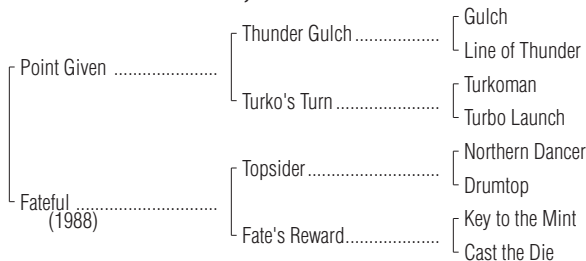 Gulch
Thunder Gulch ..................
Line of Thunder
Point Given ......................
Turkoman
Turko's Turn ......................
Turbo Launch
Northern Dancer
Topsider ............................
Drumtop
Fateful ..............................
(1988)
Key to the Mint
Fate's Reward....................
Cast the Die